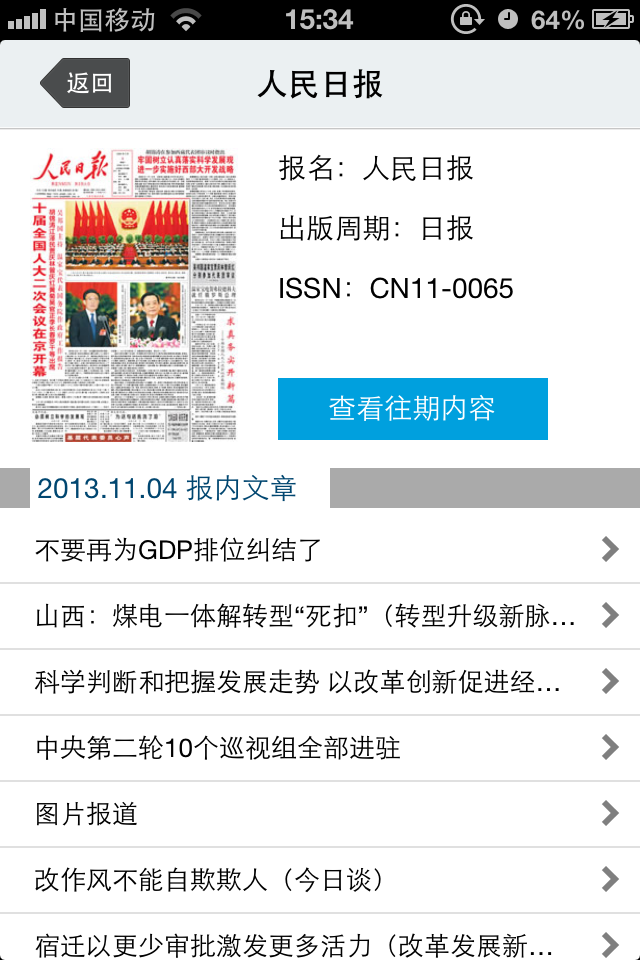 中国移动 15:34 64%
返回 人民日报
人民日报
牢固树立认真落实科学发展观
进一步实施好西部大开发战略
十届全国人大二次会议在京开幕
求真务实开新篇
报名：人民日报
出版周期：日报
ISSN：CN11-0065
查看往期内容
2013.11.04 报内文章
不要再为GDP排位纠结了
山西：煤电一体解转型“死扣”（转型升级新脉...
科学判断和把握发展走势 以改革创新促进经...
中央第二轮10个巡视组全部进驻
图片报道
改作风不能自欺欺人（今日谈）
宿迁以更少审批激发更多活力（改革发展新...